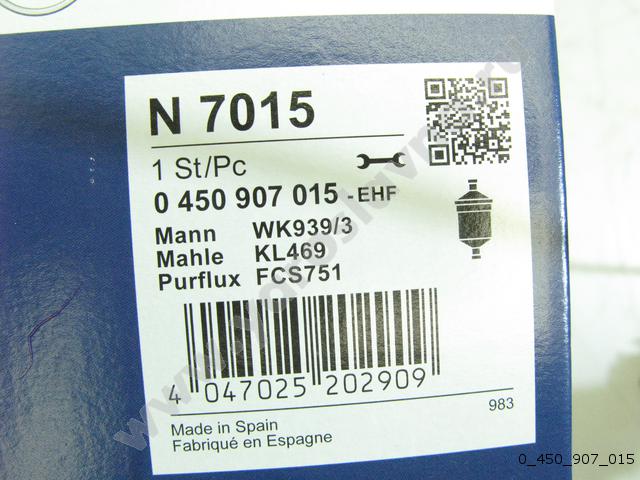 N 7015
1 St/Pc
0 450 907 015 - EHF
Mann WK939/3
Mahle KL469
Purflux FCS751
4 047025 202909
983
Made in Spain
Fabriqué en Espagne
0_450_907_015